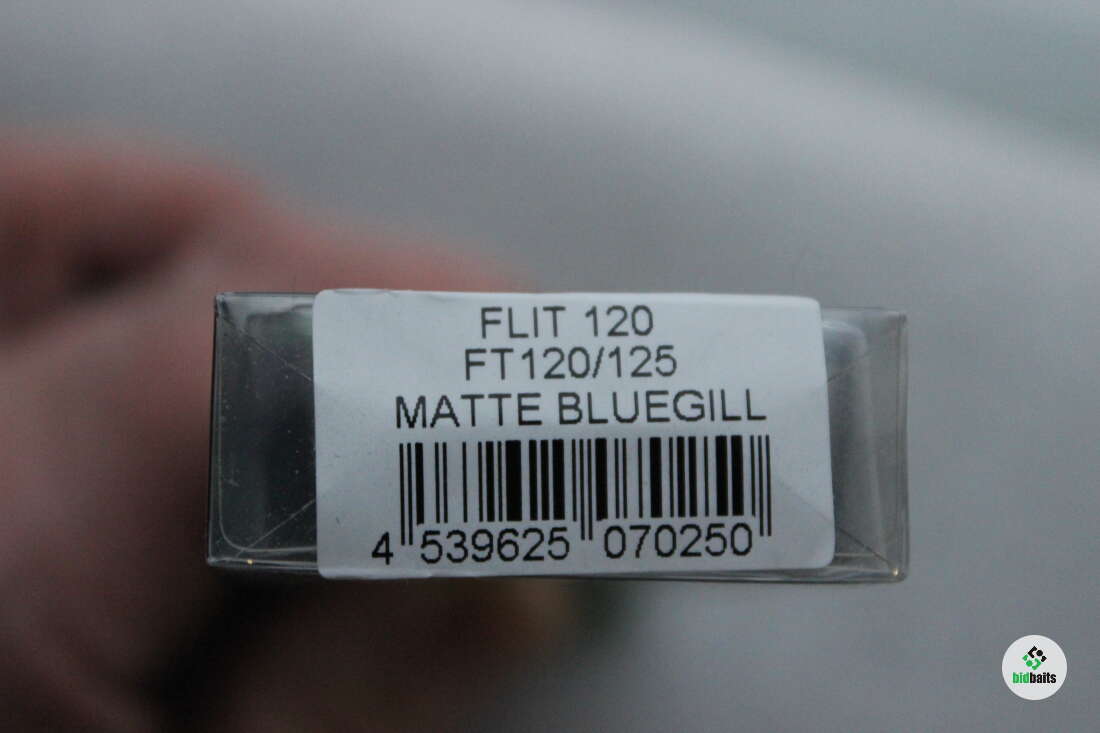 FLIT 120
FT120/125
MATTE BLUEGILL
4 539625 070250
bidbaits